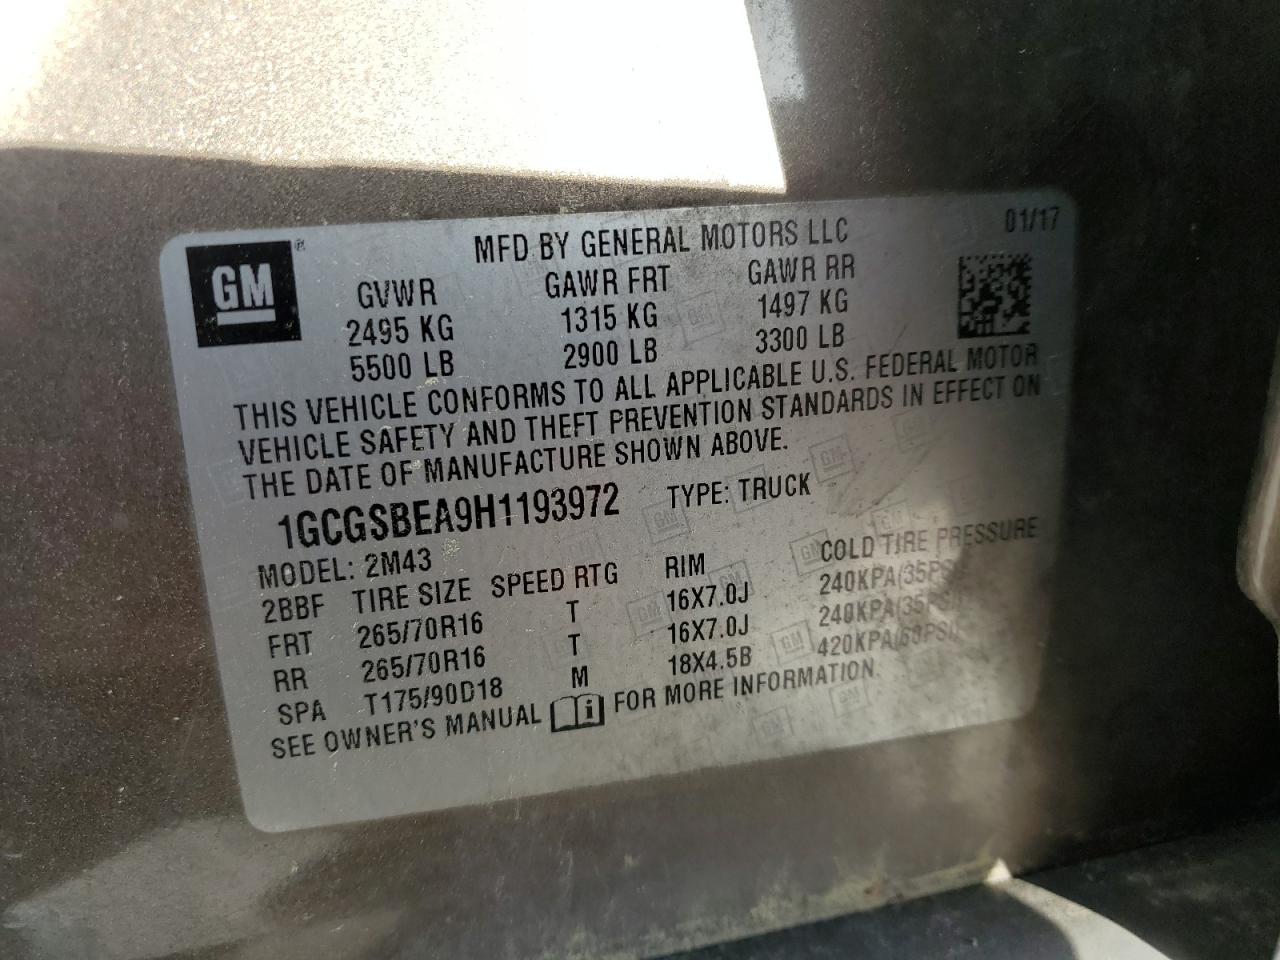 GM ®
MFD BY GENERAL MOTORS LLC 01/17
GVWR GAWR FRT GAWR RR
2495 KG 1315 KG 1497 KG
5500 LB 2900 LB 3300 LB
THIS VEHICLE CONFORMS TO ALL APPLICABLE U.S. FEDERAL MOTOR
VEHICLE SAFETY AND THEFT PREVENTION STANDARDS IN EFFECT ON
THE DATE OF MANUFACTURE SHOWN ABOVE.
1GCGSBEA9H1193972 TYPE: TRUCK
MODEL: 2M43
2BBF TIRE SIZE SPEED RTG RIM COLD TIRE PRESSURE
FRT 265/70R16 T 16X7.0J 240KPA(35PSI)
RR 265/70R16 T 16X7.0J 240KPA(35PSI)
SPA T175/90D18 M 18X4.5B 420KPA(60PSI)
SEE OWNER'S MANUAL FOR MORE INFORMATION.